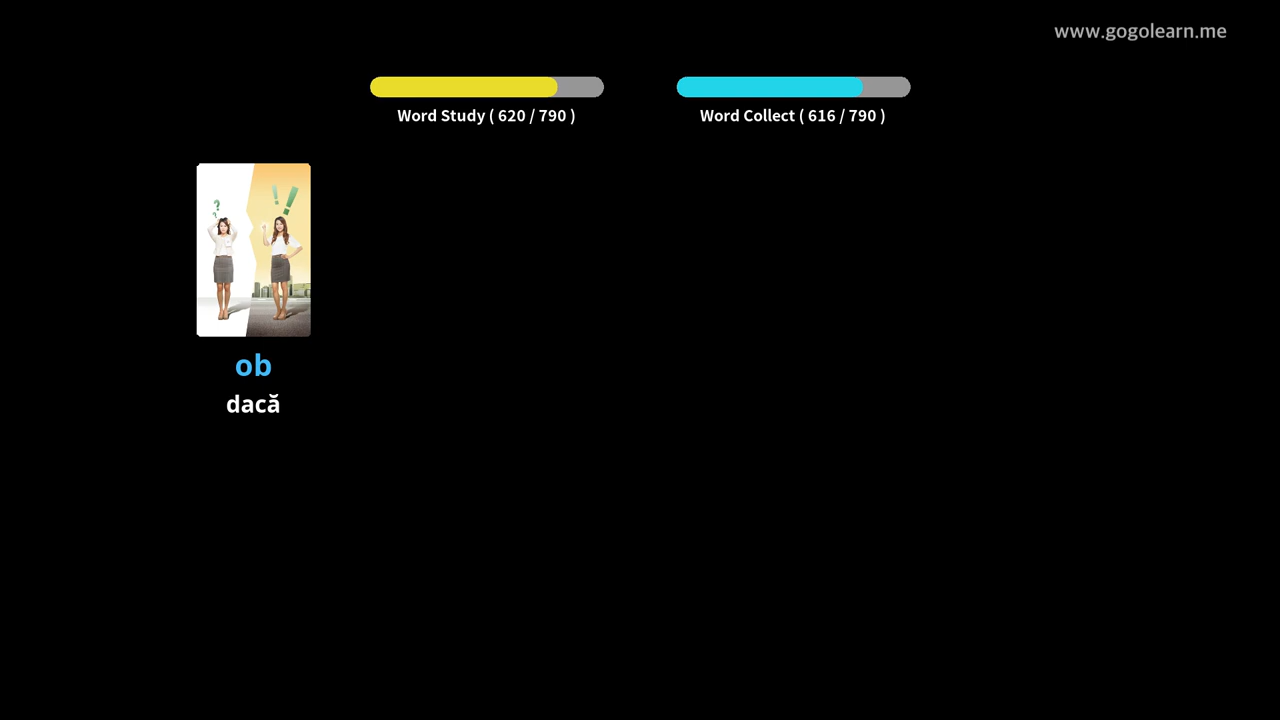 www.gogolearn.me
Word Study ( 620 / 790 )
Word Collect ( 616 / 790 )
? ?
! !
ob
dacă